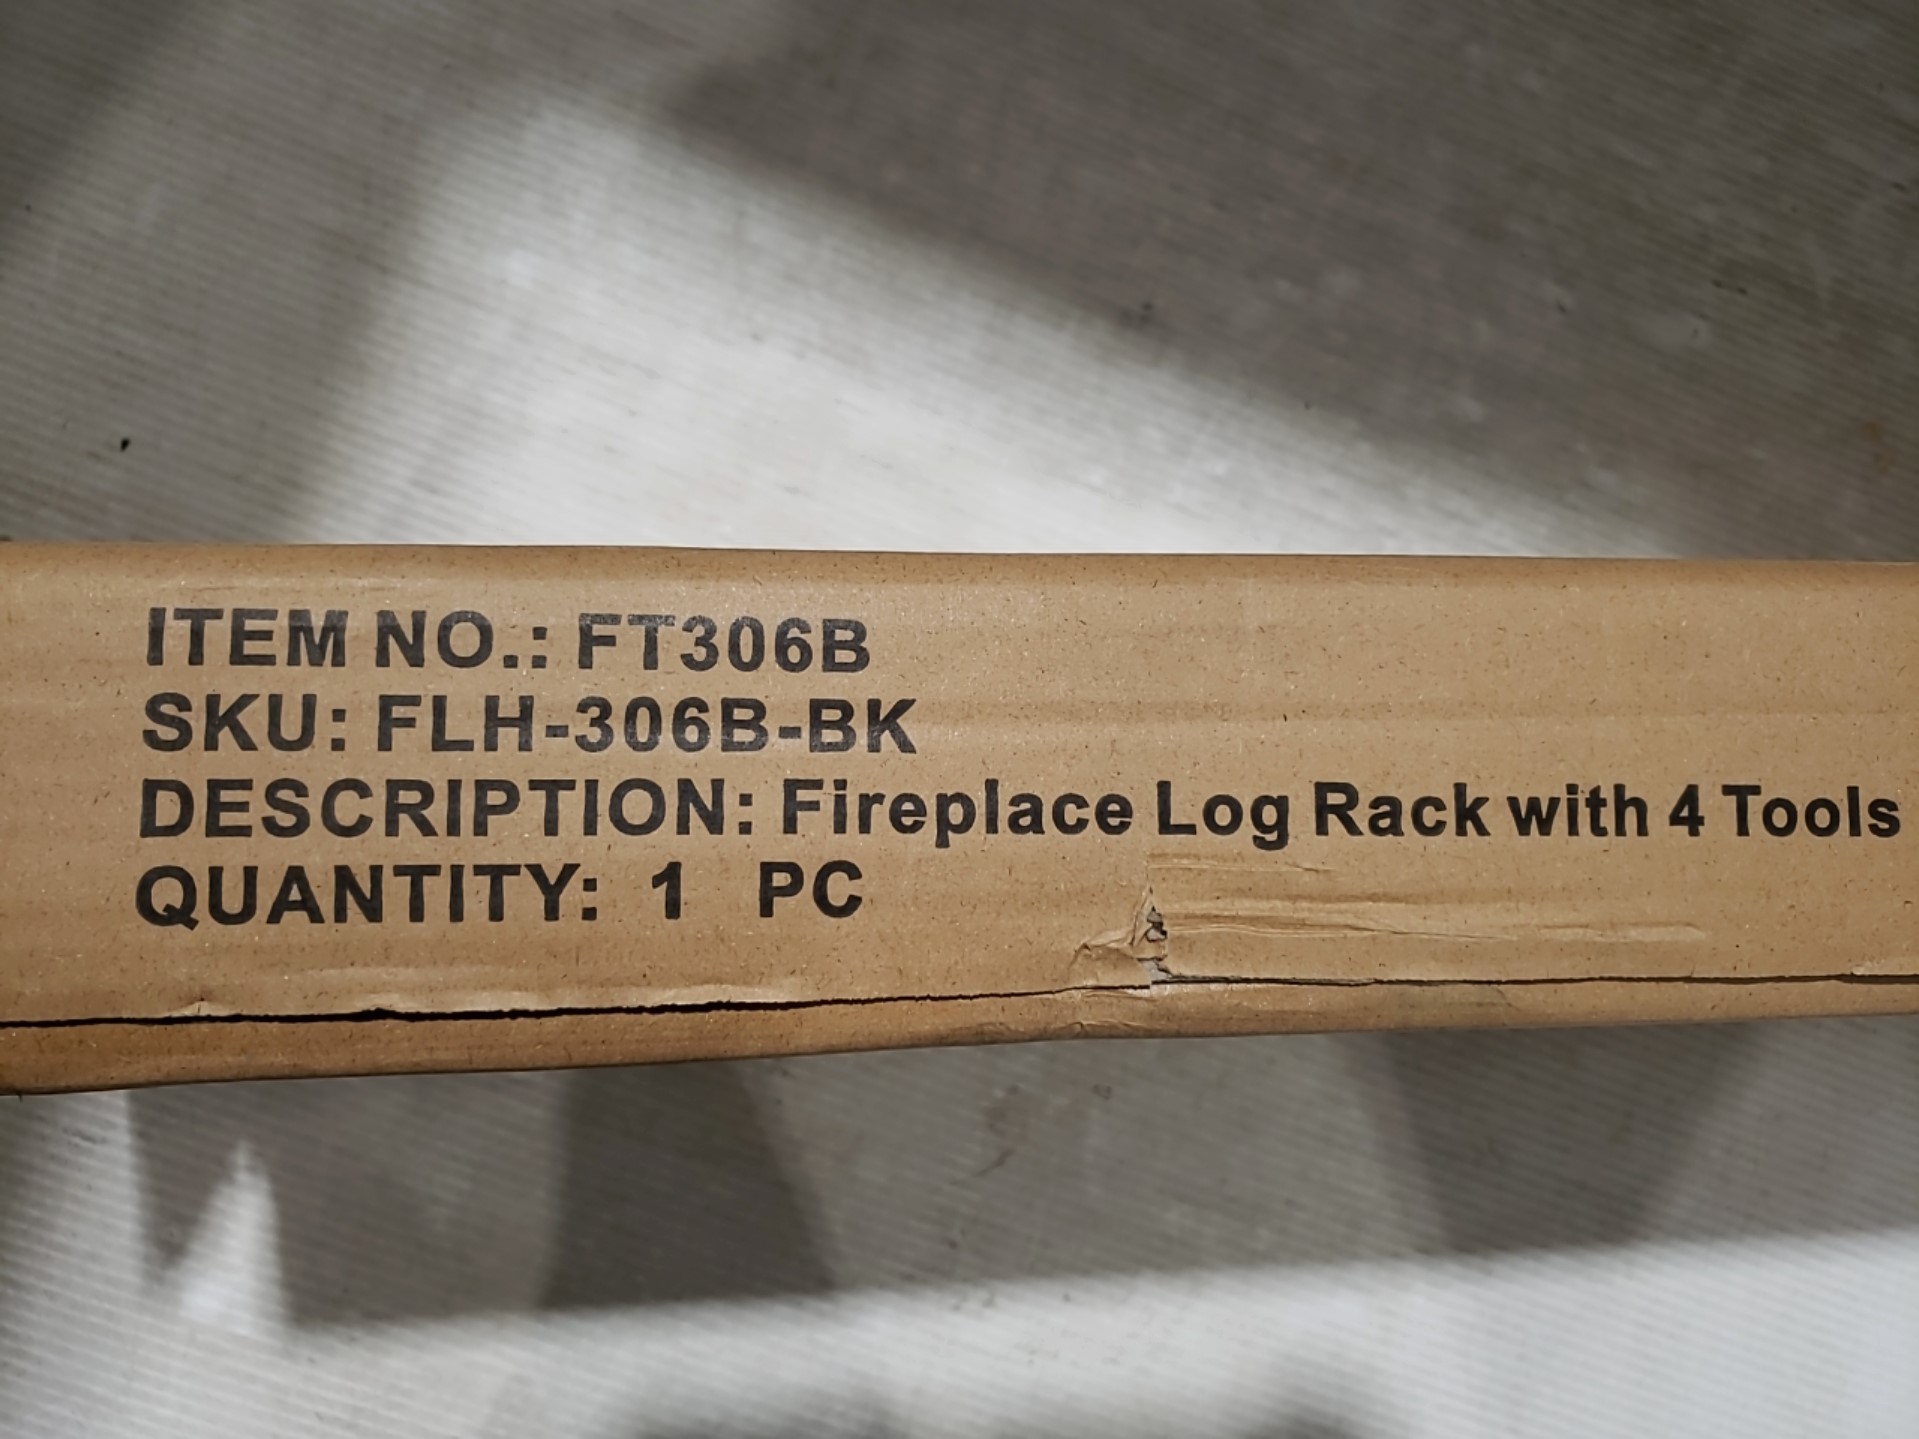 ITEM NO.: FT306B
SKU: FLH-306B-BK
DESCRIPTION: Fireplace Log Rack with 4 Tools
QUANTITY: 1 PC